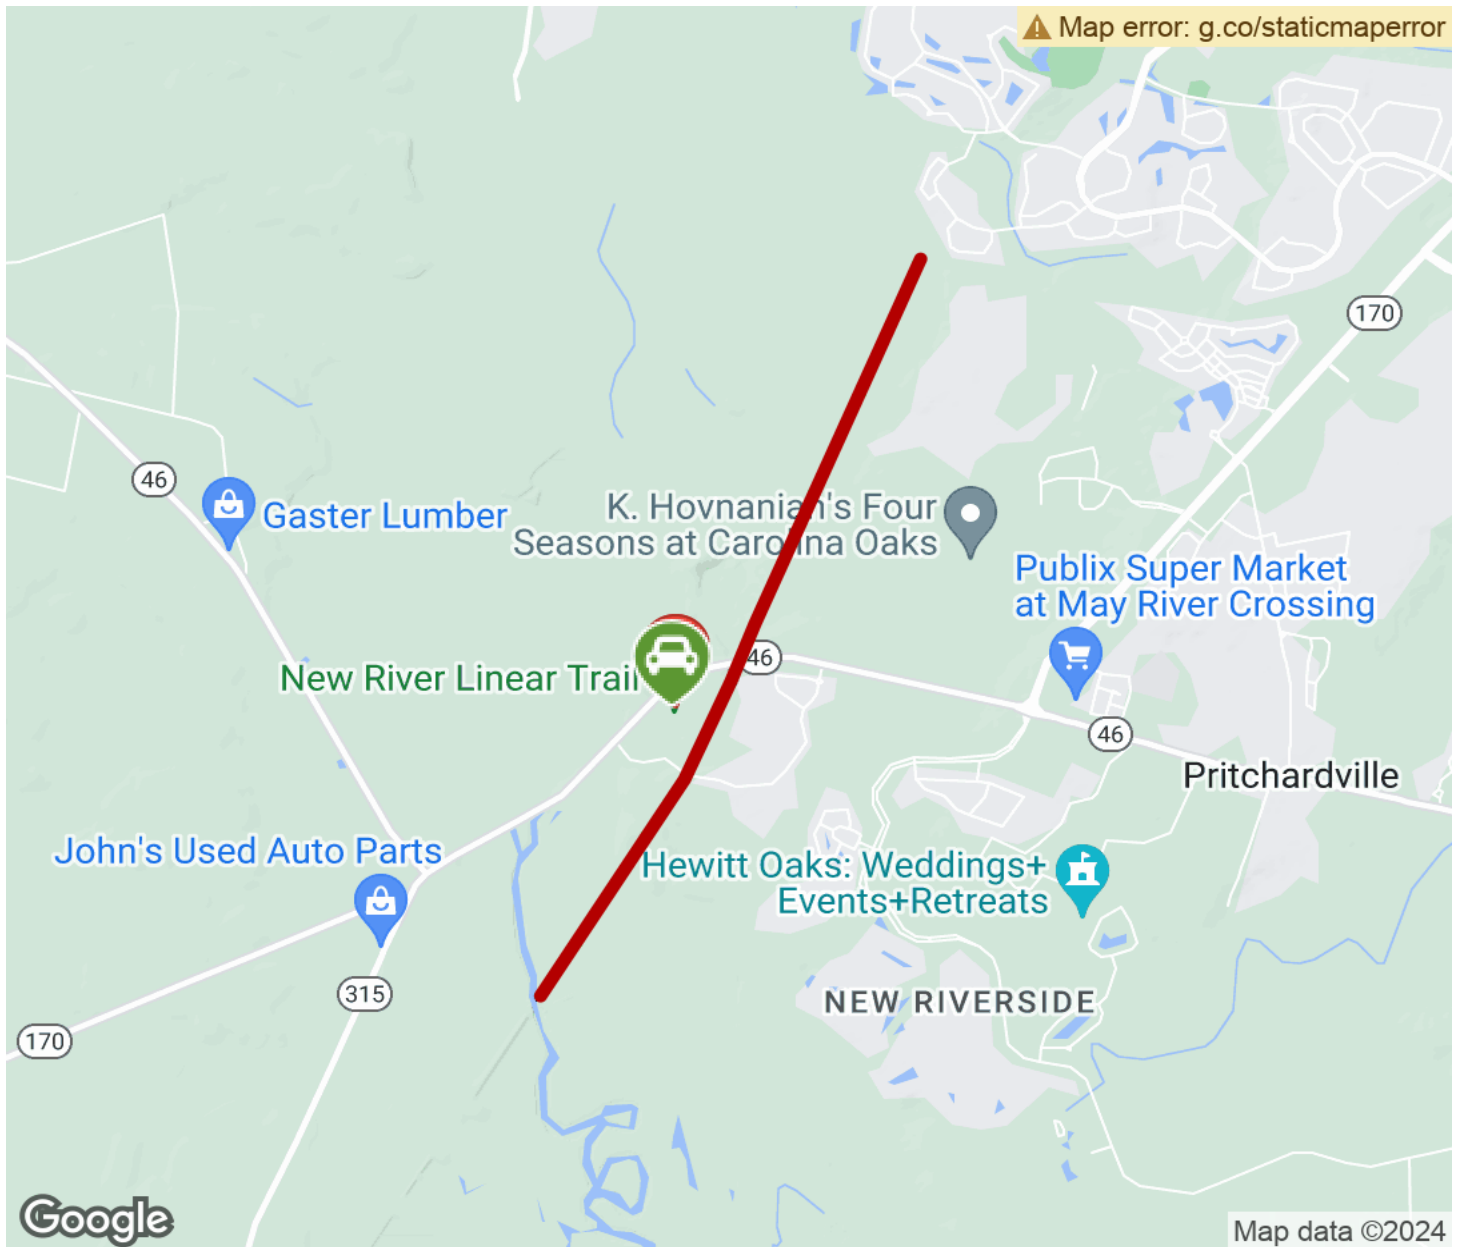 Map error: g.co/staticmaperror
170
46
Gaster Lumber
K. Hovnanian's Four
Seasons at Carolina Oaks
Publix Super Market
at May River Crossing
46
New River Linear Trail
46
Pritchardville
John's Used Auto Parts
Hewitt Oaks: Weddings+
Events+Retreats
315
NEW RIVERSIDE
170
Google
Map data ©2024